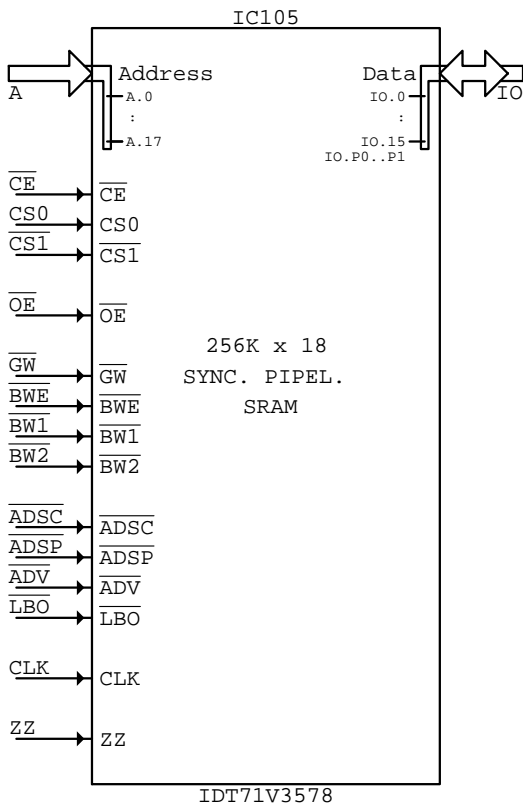 IC105
Address Data
A IO
A.0 IO.0
: :
A.17 IO.15
IO.P0..P1
CE CE
CS0 CS0
CS1 CS1
OE OE
256K x 18
GW GW
SYNC. PIPEL.
BWE BWE
SRAM
BW1 BW1
BW2 BW2
ADSC ADSC
ADSP ADSP
ADV ADV
LBO LBO
CLK CLK
ZZ ZZ
IDT71V3578